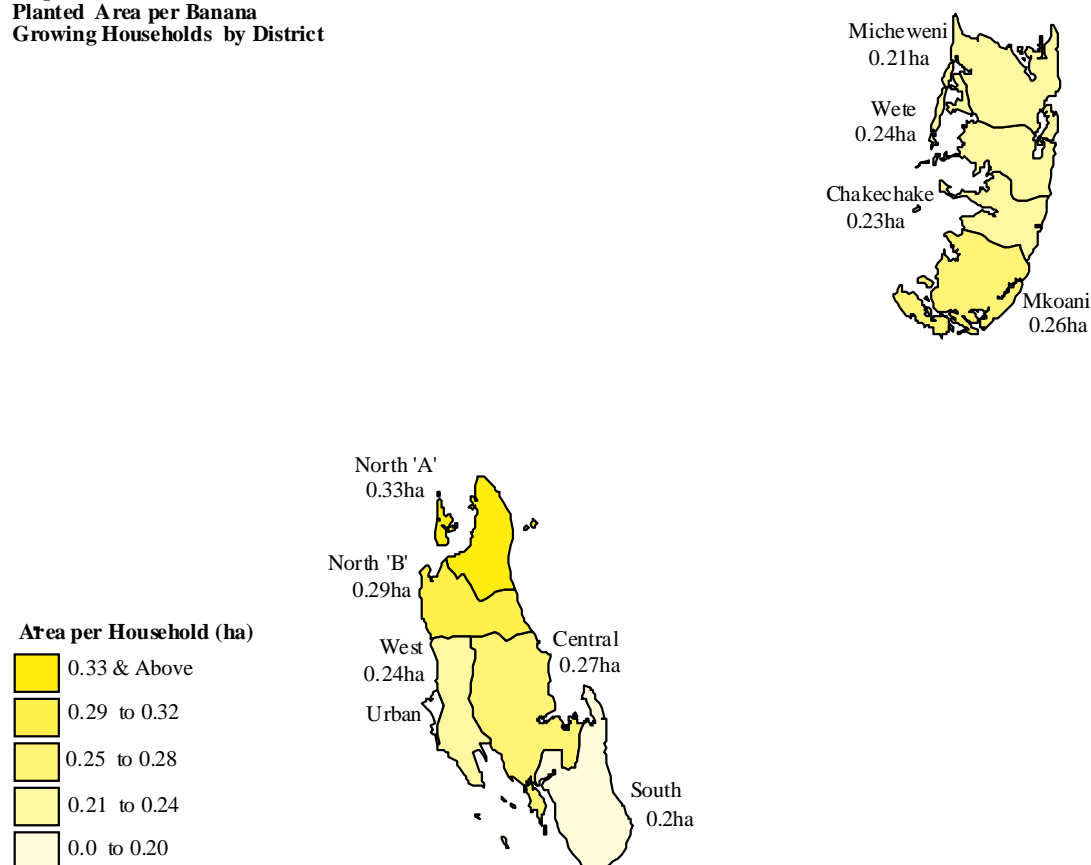 Planted Area per Banana
Growing Households by District
Micheweni
0.21ha
Wete
0.24ha
Chakechake
0.23ha
Mkoani
0.26ha
North 'A'
0.33ha
North 'B'
0.29ha
West
0.24ha
Urban
Central
0.27ha
South
0.2ha
Area per Household (ha)
0.33 & Above
0.29 to 0.32
0.25 to 0.28
0.21 to 0.24
0.0 to 0.20